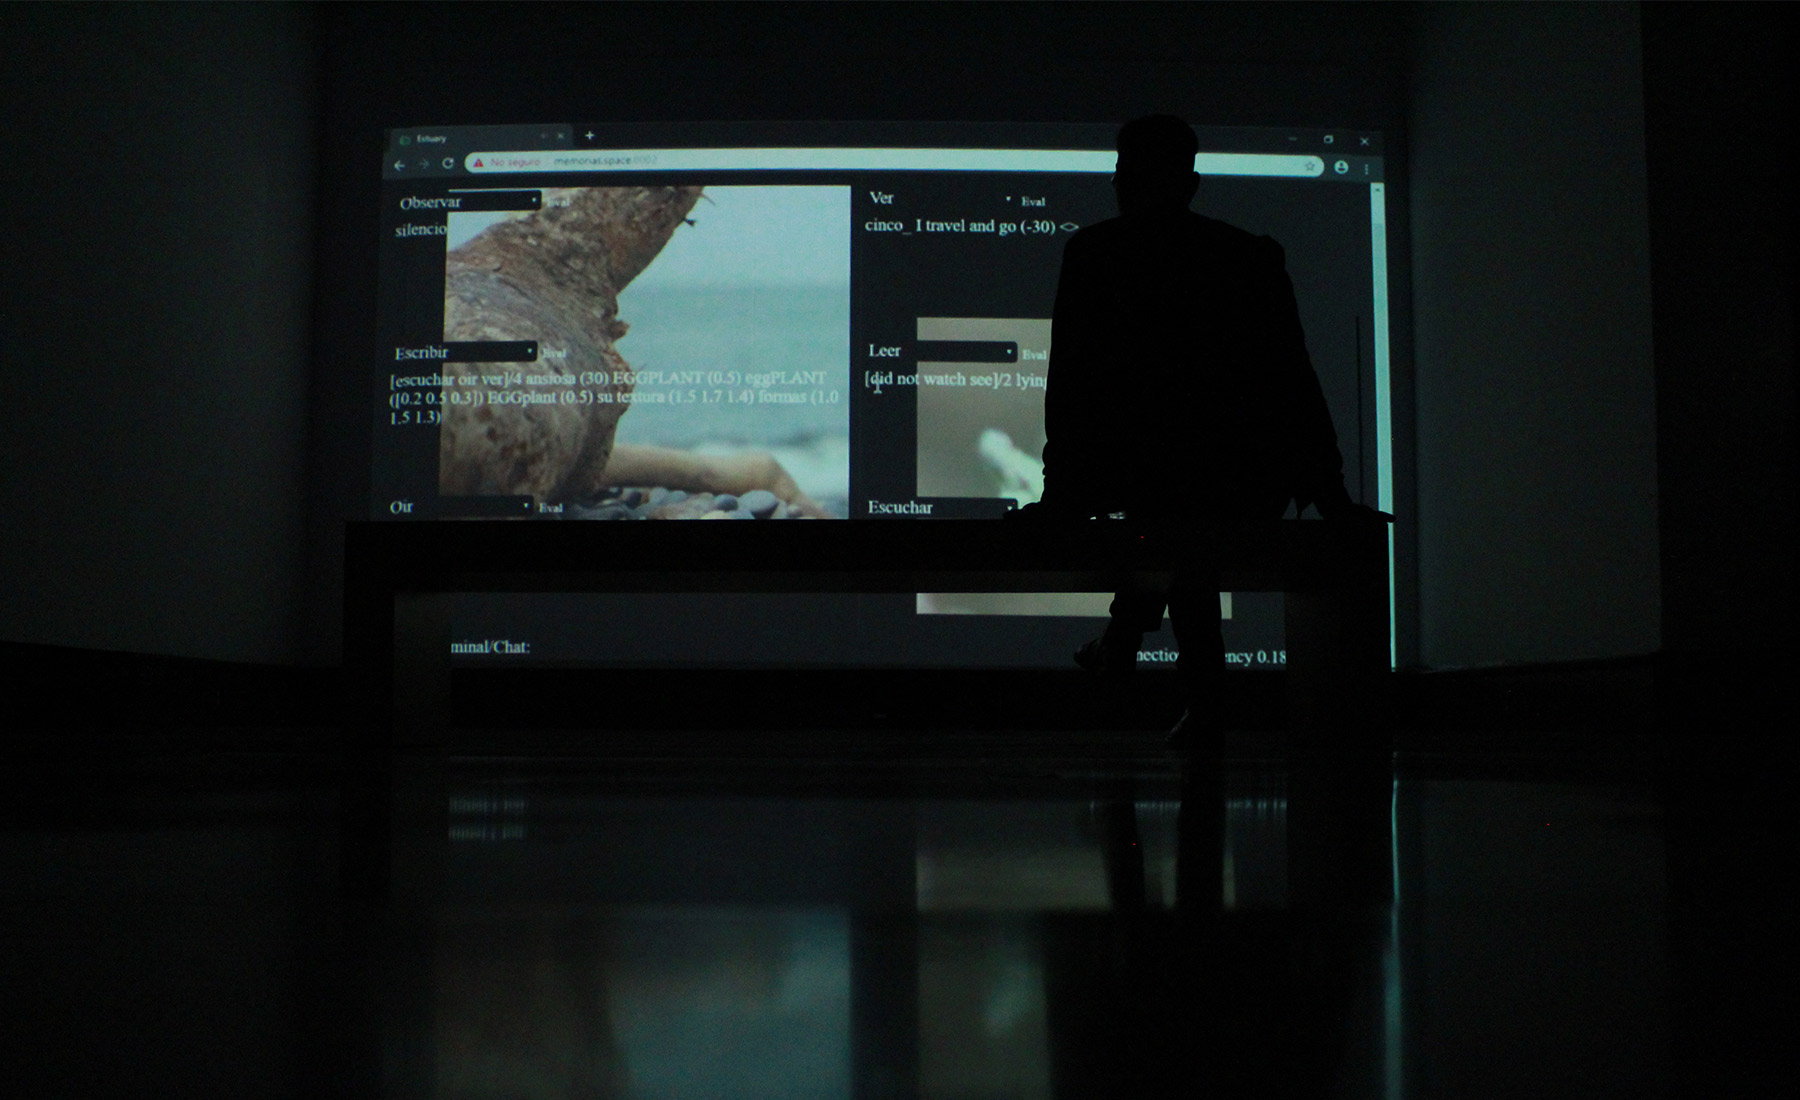 Estuary
No seguro memorias.space:8002
Observar Eval
silencio
Ver Eval
cinco_ I travel and go (-30) <>
Escribir Eval
[escuchar oir ver]/4 ansiosa (30) EGGPLANT (0.5) eggPLANT
([0.2 0.5 0.3]) EGGplant (0.5) su textura (1.5 1.7 1.4) formas (1.0
1.5 1.3)
Leer Eval
[did not watch see]/2 lying
Oir Eval
Escuchar
minal/Chat:
ency 0.18